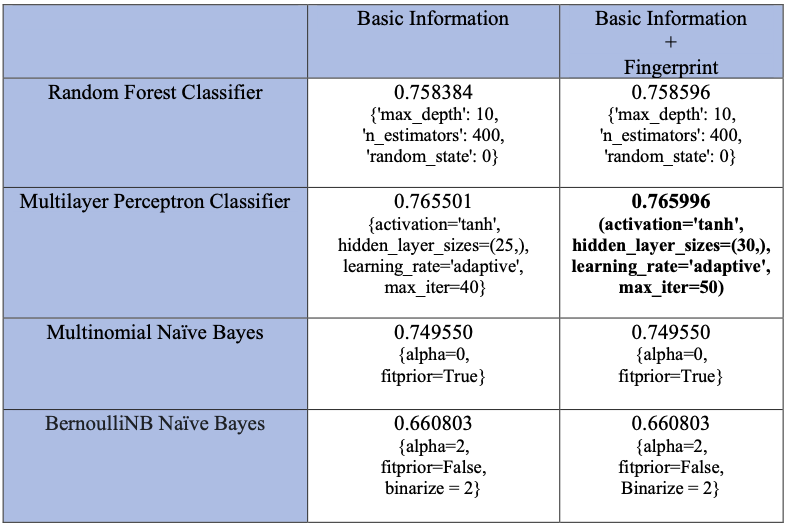 Basic Information
Basic Information
+
Fingerprint
Random Forest Classifier
0.758384
{'max_depth': 10,
'n_estimators': 400,
'random_state': 0}
0.758596
{'max_depth': 10,
'n_estimators': 400,
'random_state': 0}
Multilayer Perceptron Classifier
0.765501
{activation='tanh',
hidden_layer_sizes=(25,),
learning_rate='adaptive',
max_iter=40}
0.765996
(activation='tanh',
hidden_layer_sizes=(30,),
learning_rate='adaptive',
max_iter=50)
Multinomial Naïve Bayes
0.749550
{alpha=0,
fitprior=True}
0.749550
{alpha=0,
fitprior=True}
BernoulliNB Naïve Bayes
0.660803
{alpha=2,
fitprior=False,
binarize = 2}
0.660803
{alpha=2,
fitprior=False,
Binarize = 2}